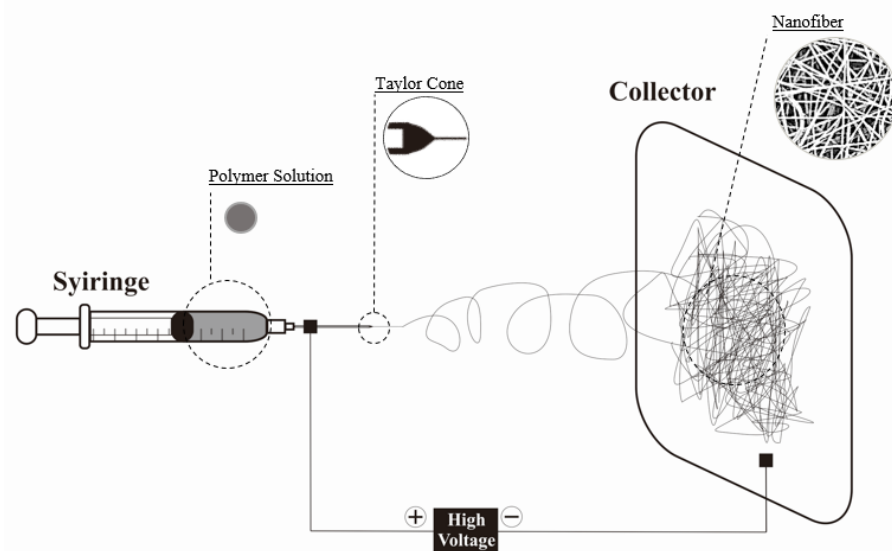 Nanofiber
Taylor Cone
Collector
Polymer Solution
Syiringe
+
High
Voltage
−